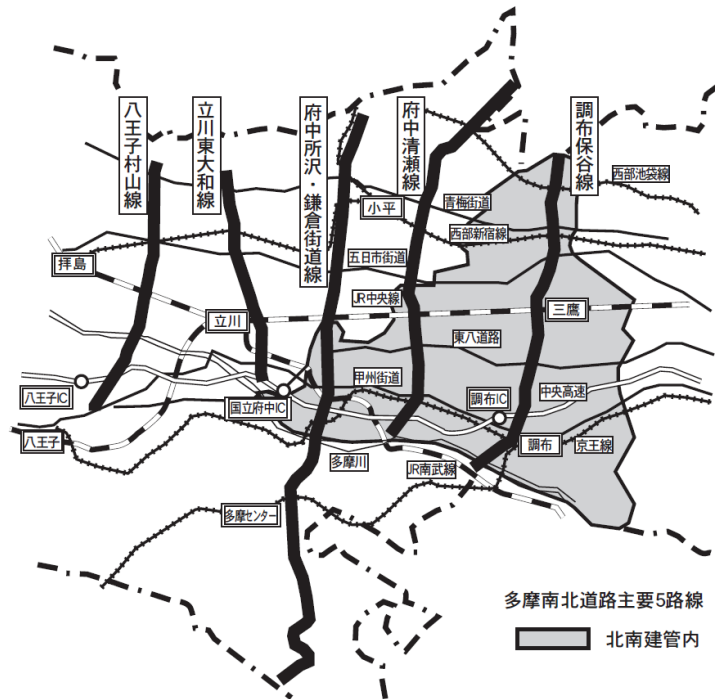 八王子村山線
立川東大和線
府中所沢・鎌倉街道線
府中清瀬線
調布保谷線
西部池袋線
青梅街道
小平
西部新宿線
五日市街道
拝島
JR中央線
立川
三鷹
東八道路
甲州街道
八王子IC
国立府中IC
調布IC
中央高速
八王子
調布
京王線
多摩川
JR南武線
多摩センター
多摩南北道路主要5路線
北南建管内